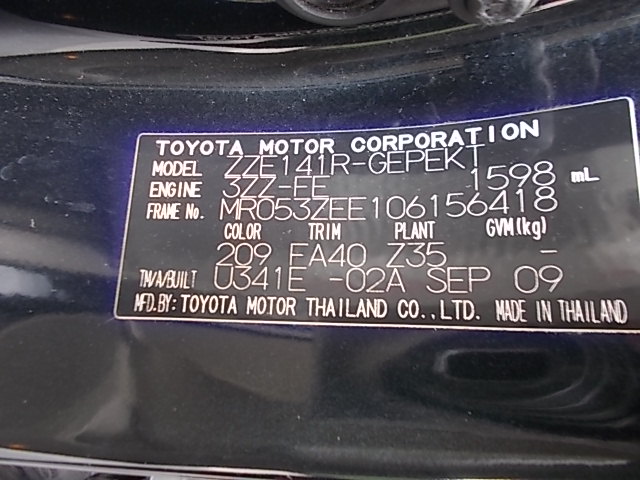 TOYOTA MOTOR CORPORATION
MODEL ZZE141R-GEPEKT
ENGINE 3ZZ-FE 1598 mL
FRAME No. MR053ZEE106156418
COLOR TRIM PLANT GVM(kg)
209 FA40 Z35 -
TM/A/BUILT U341E -02A SEP 09
MFD.BY: TOYOTA MOTOR THAILAND CO.,LTD. MADE IN THAILAND